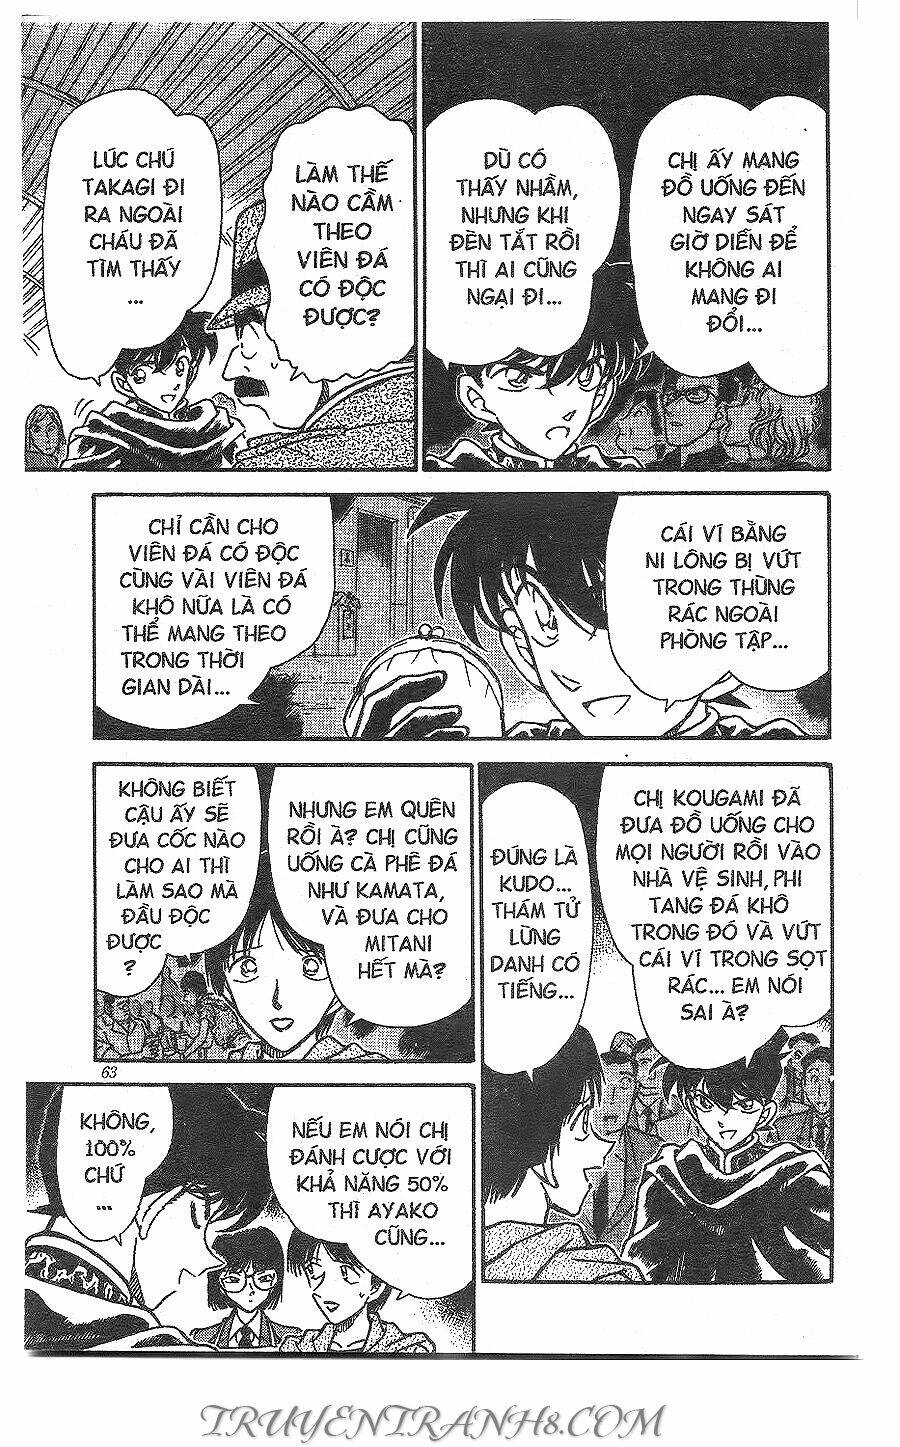 CHỊ ẤY MANG
ĐỒ UỐNG ĐẾN
NGAY SÁT
GIỜ DIỄN ĐỂ
KHÔNG AI
MANG ĐI
ĐỔI...
DÙ CÓ
THẤY NHẦM,
NHƯNG KHI
ĐÈN TẮT RỒI
THÌ AI CŨNG
NGẠI ĐI...
LÀM THẾ
NÀO CẦM
THEO
VIÊN ĐÁ
CÓ ĐỘC
ĐƯỢC?
LÚC CHÚ
TAKAGI ĐI
RA NGOÀI
CHÁU ĐÃ
TÌM THẤY
...
CÁI VÍ BẰNG
NI LÔNG BỊ VỨT
TRONG THÙNG
RÁC NGOÀI
PHÒNG TẬP...
CHỈ CẦN CHO
VIÊN ĐÁ CÓ ĐỘC
CÙNG VÀI VIÊN ĐÁ
KHÔ NỮA LÀ CÓ
THỂ MANG THEO
TRONG THỜI
GIAN DÀI...
CHỊ KOUGAMI ĐÃ
ĐƯA ĐỒ UỐNG CHO
MỌI NGƯỜI RỒI VÀO
NHÀ VỆ SINH, PHI
TANG ĐÁ KHÔ
TRONG ĐÓ VÀ VỨT
CÁI VÍ TRONG SỌT
RÁC... EM NÓI
SAI À?
ĐÚNG LÀ
KUDO...
THÁM TỬ
LỪNG
DANH CÓ
TIẾNG...
NHƯNG EM QUÊN
RỒI À? CHỊ CŨNG
UỐNG CÀ PHÊ ĐÁ
NHƯ KAMATA,
VÀ ĐƯA CHO
MITANI
HẾT MÀ?
KHÔNG BIẾT
CẬU ẤY SẼ
ĐƯA CỐC NÀO
CHO AI THÌ
LÀM SAO MÀ
ĐẦU ĐỘC
ĐƯỢC
?
63
NẾU EM NÓI CHỊ
ĐÁNH CƯỢC VỚI
KHẢ NĂNG 50%
THÌ AYAKO
CŨNG...
KHÔNG,
100%
CHỨ
...
TRUYENTRANH8.COM